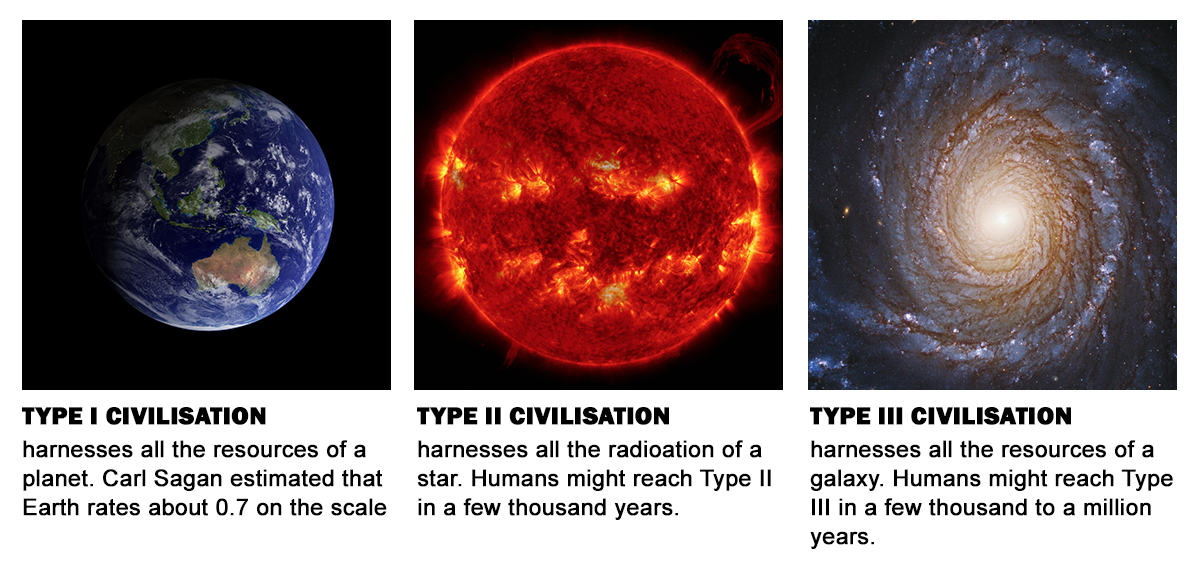 TYPE I CIVILISATION
harnesses all the resources of a
planet. Carl Sagan estimated that
Earth rates about 0.7 on the scale
TYPE II CIVILISATION
harnesses all the radioation of a
star. Humans might reach Type II
in a few thousand years.
TYPE III CIVILISATION
harnesses all the resources of a
galaxy. Humans might reach Type
III in a few thousand to a million
years.